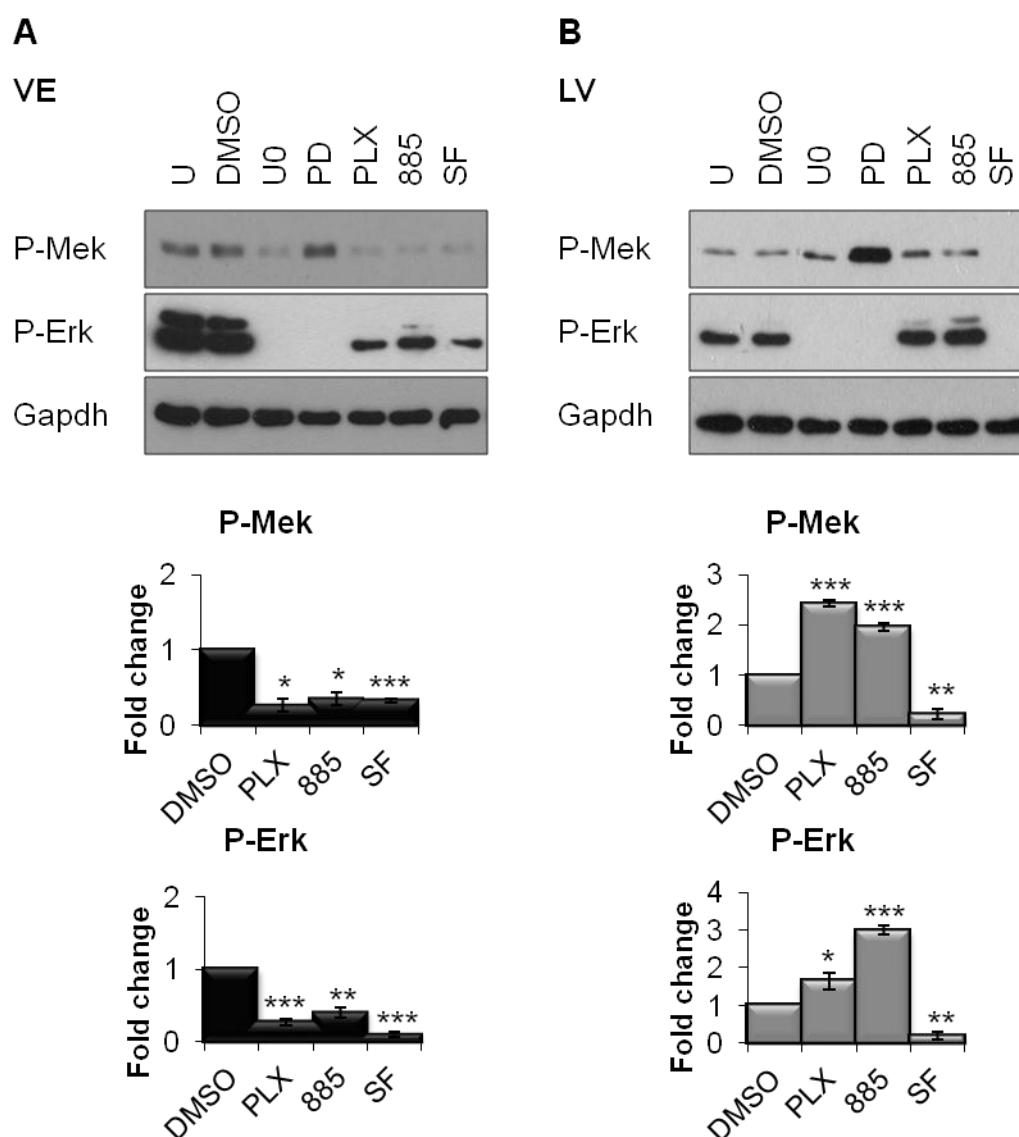 A
VE
U DMSO U0 PD PLX 885 SF
P-Mek
P-Erk
Gapdh
P-Mek
Fold change
2
1
0
* * ***
DMSO PLX 885 SF
P-Erk
Fold change
2
1
0
*** ** ***
DMSO PLX 885 SF
B
LV
U DMSO U0 PD PLX 885 SF
P-Mek
P-Erk
Gapdh
P-Mek
Fold change
3
2
1
0
*** *** **
DMSO PLX 885 SF
P-Erk
Fold change
4
3
2
1
0
* *** **
DMSO PLX 885 SF